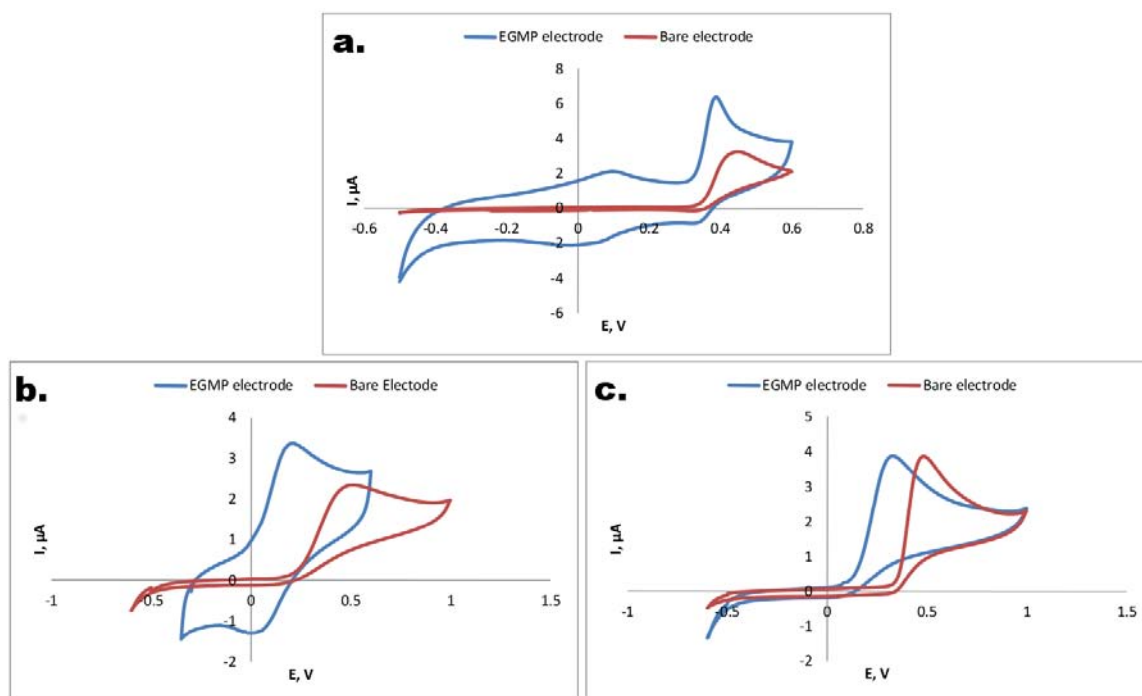 a.
EGMP electrode Bare electrode
8
6
4
2
0
-2
-4
-6
-0.6 -0.4 -0.2 0 0.2 0.4 0.6 0.8
I, µA
E, V
b.
EGMP electrode Bare Electode
4
3
2
1
0
-1
-2
-1 -0.5 0 0.5 1 1.5
I, µA
E, V
c.
EGMP electrode Bare electrode
5
4
3
2
1
0
-1
-2
-1 -0.5 0 0.5 1 1.5
I, µA
E, V